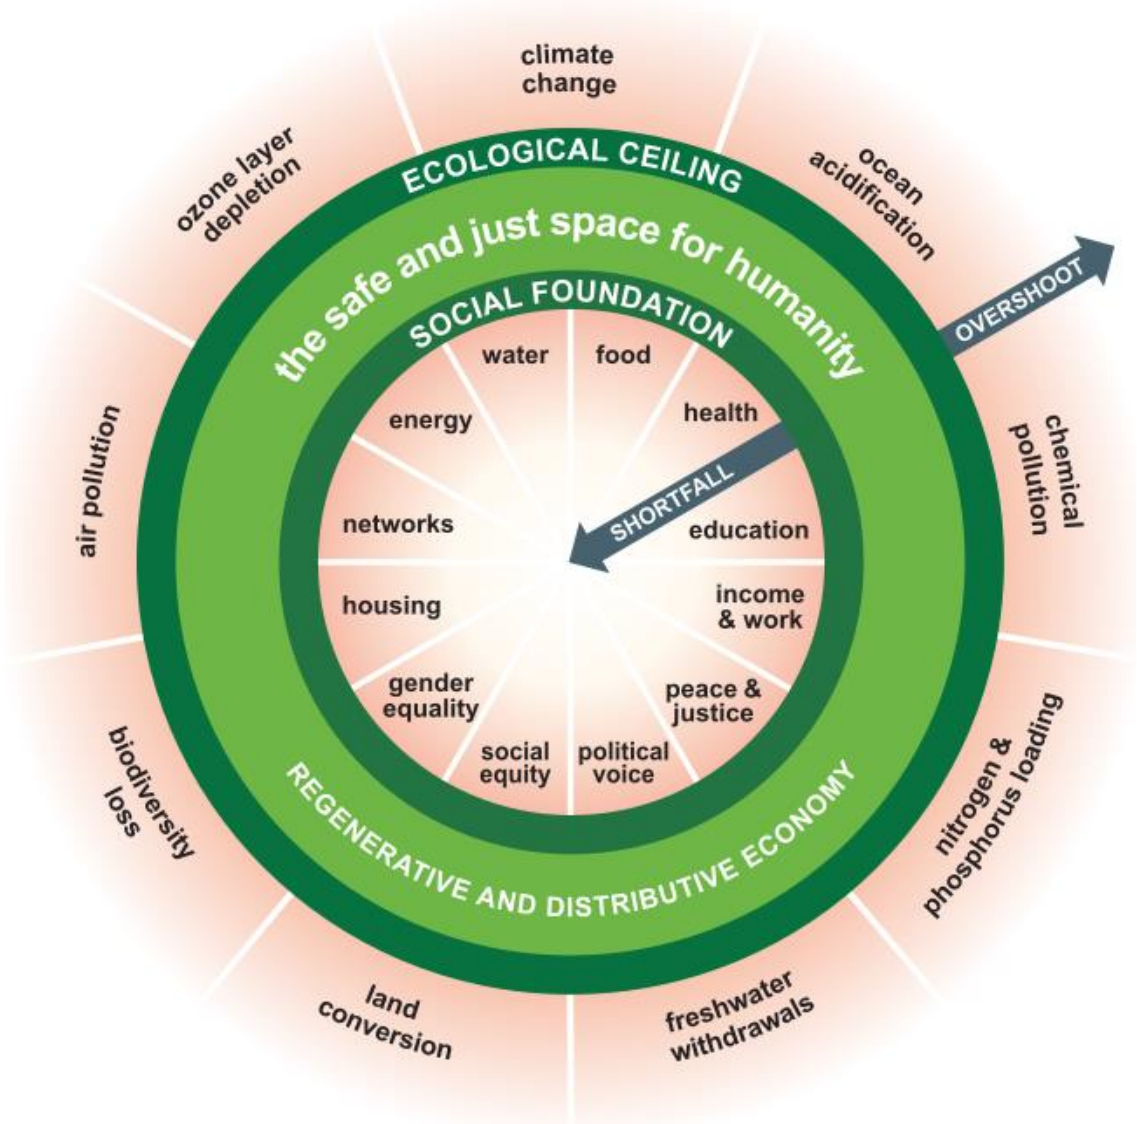 climate
change
ozone layer
depletion
ocean
acidification
ECOLOGICAL CEILING
the safe and just space for humanity
OVERSHOOT
SOCIAL FOUNDATION
water
food
energy
health
air pollution
chemical
pollution
networks
SHORTFALL
education
housing
income
& work
gender
equality
peace &
justice
social
equity
political
voice
biodiversity
loss
nitrogen &
phosphorus loading
REGENERATIVE AND DISTRIBUTIVE ECONOMY
land
conversion
freshwater
withdrawals